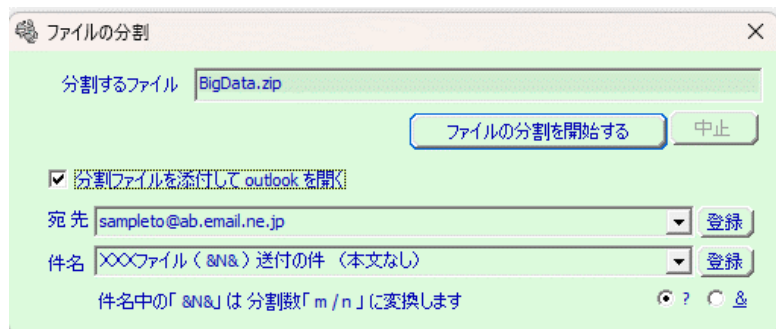 ファイルの分割
分割するファイル BigData.zip
ファイルの分割を開始する 中止
分割ファイルを添付して outlook を開く
宛先 sampleto@ab.email.ne.jp 登録
件名 XXXファイル ( &N& ) 送付の件 (本文なし) 登録
件名中の「 &N&」は 分割数「 m / n 」に変換します ? &